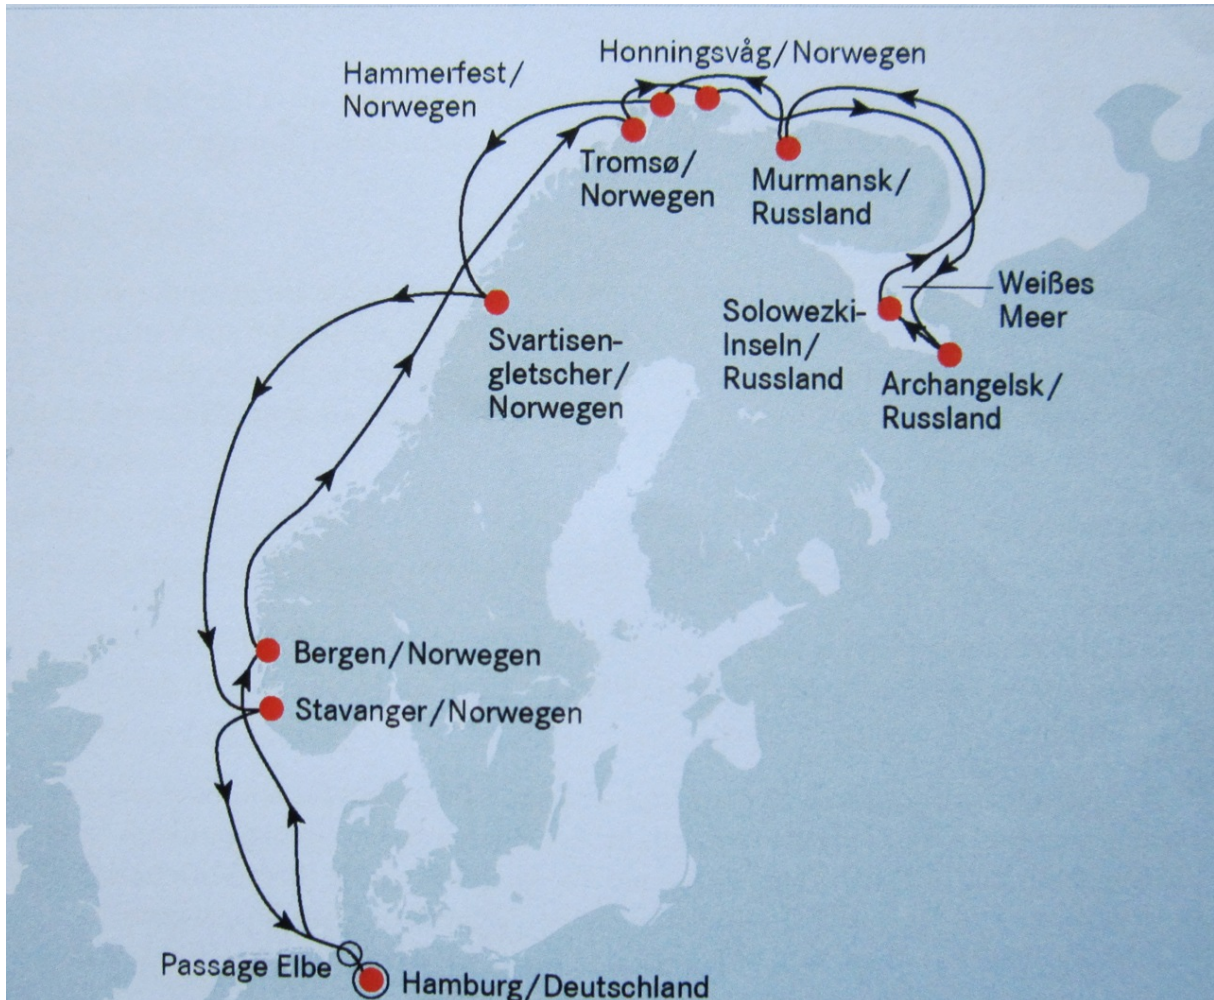 Honningsvåg/Norwegen
Hammerfest/
Norwegen
Tromsø/
Norwegen
Murmansk/
Russland
Weißes
Meer
Solowezki-
Inseln/
Russland
Archangelsk/
Russland
Svartisen-
gletscher/
Norwegen
Bergen/Norwegen
Stavanger/Norwegen
Passage Elbe
Hamburg/Deutschland